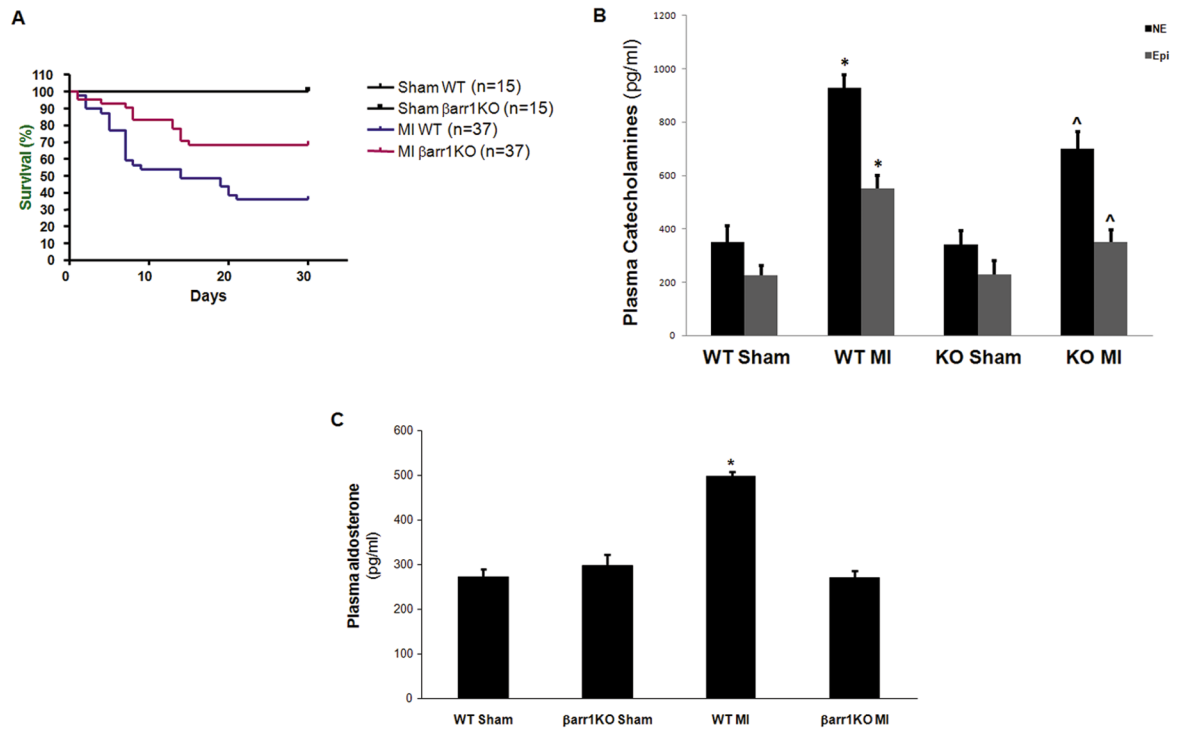 A
110
100
90
80
70
60
50
40
30
20
10
0
Survival (%)
0 10 20 30
Days
Sham WT (n=15)
Sham βarr1KO (n=15)
MI WT (n=37)
MI βarr1KO (n=37)
B
1200
1000
800
600
400
200
0
Plasma Catecholamines (pg/ml)
* * ^ ^
NE
Epi
WT Sham WT MI KO Sham KO MI
C
600
500
400
300
200
100
0
Plasma aldosterone
(pg/ml)
*
WT Sham βarr1KO Sham WT MI βarr1KO MI